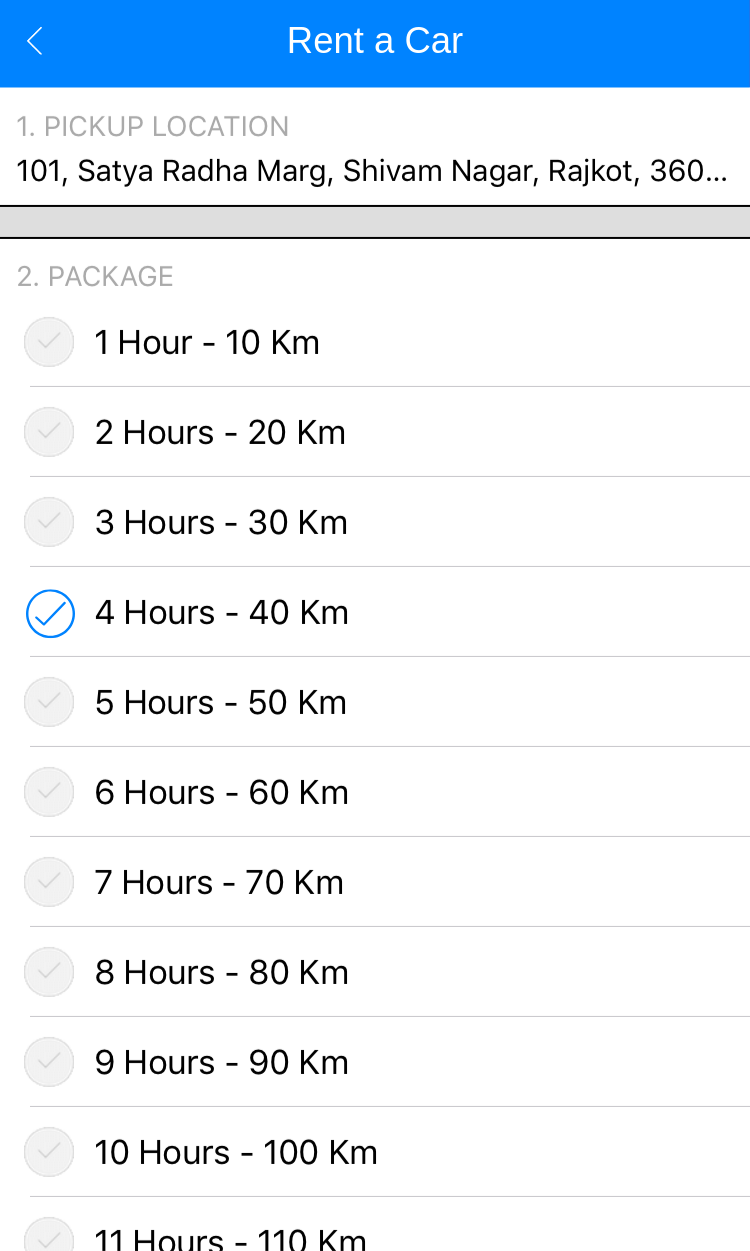 Rent a Car
1. PICKUP LOCATION
101, Satya Radha Marg, Shivam Nagar, Rajkot, 360...
2. PACKAGE
1 Hour - 10 Km
2 Hours - 20 Km
3 Hours - 30 Km
4 Hours - 40 Km
5 Hours - 50 Km
6 Hours - 60 Km
7 Hours - 70 Km
8 Hours - 80 Km
9 Hours - 90 Km
10 Hours - 100 Km
11 Hours - 110 Km